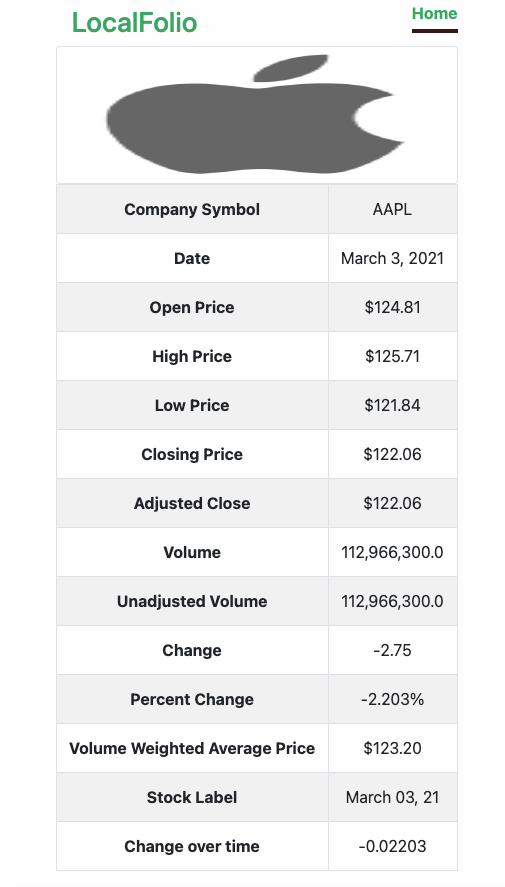 LocalFolio
Home
Company Symbol AAPL
Date March 3, 2021
Open Price $124.81
High Price $125.71
Low Price $121.84
Closing Price $122.06
Adjusted Close $122.06
Volume 112,966,300.0
Unadjusted Volume 112,966,300.0
Change -2.75
Percent Change -2.203%
Volume Weighted Average Price $123.20
Stock Label March 03, 21
Change over time -0.02203